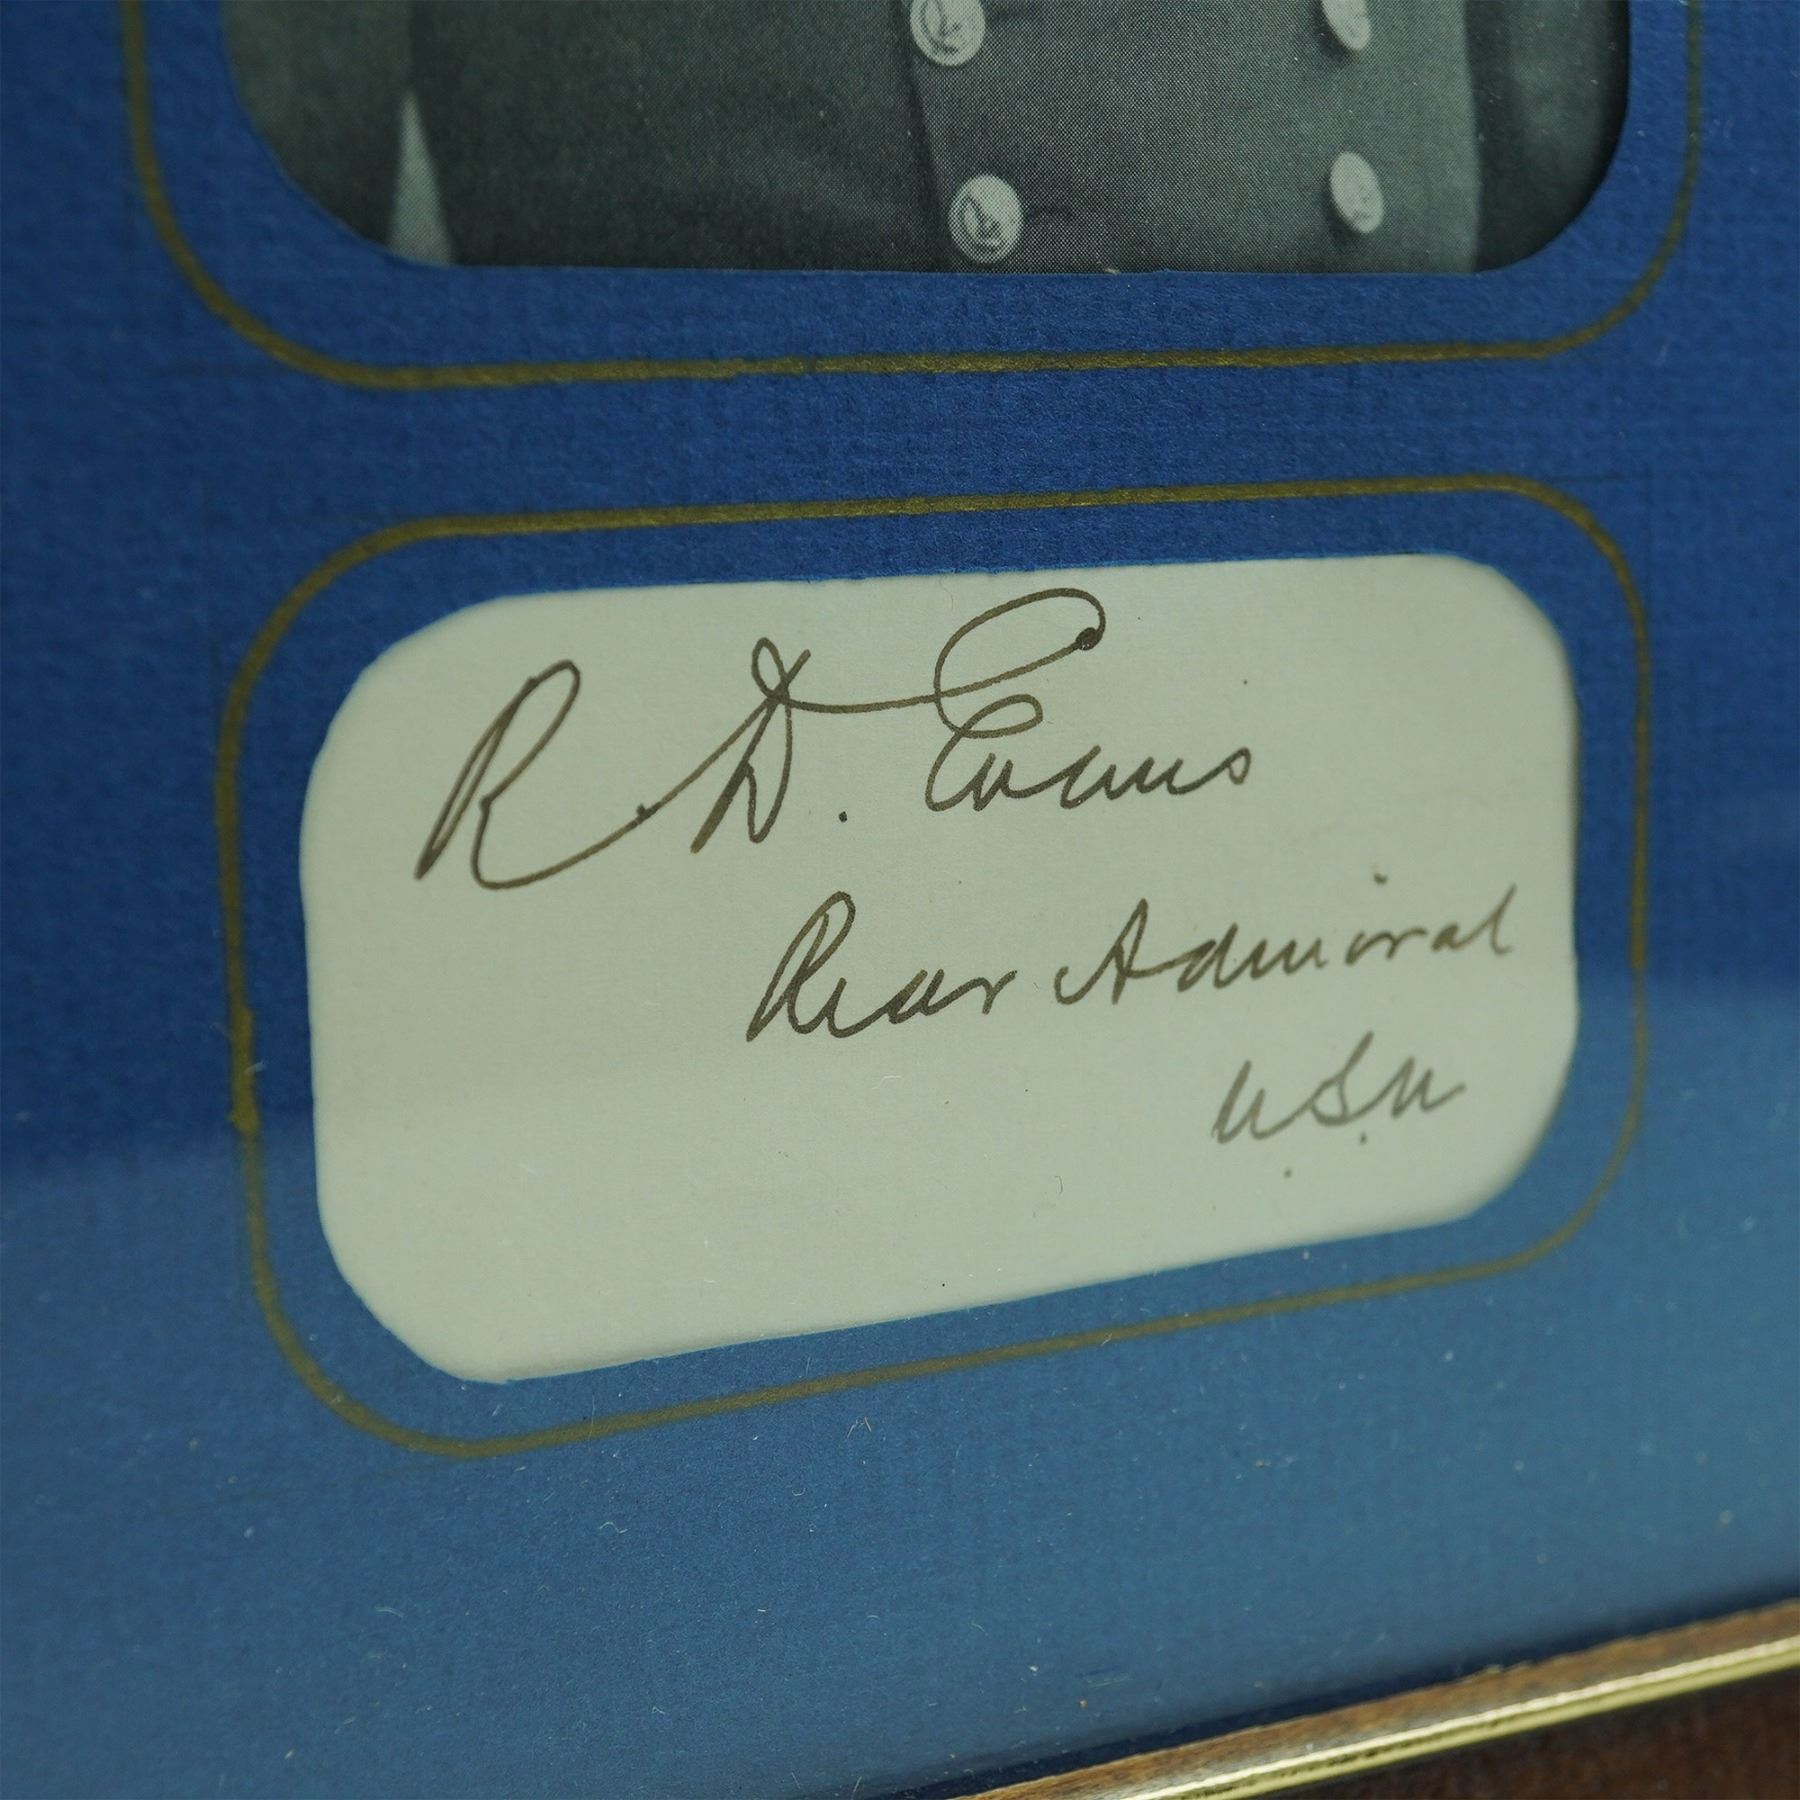 R. D. Evans
Rear Admiral
U.S.N